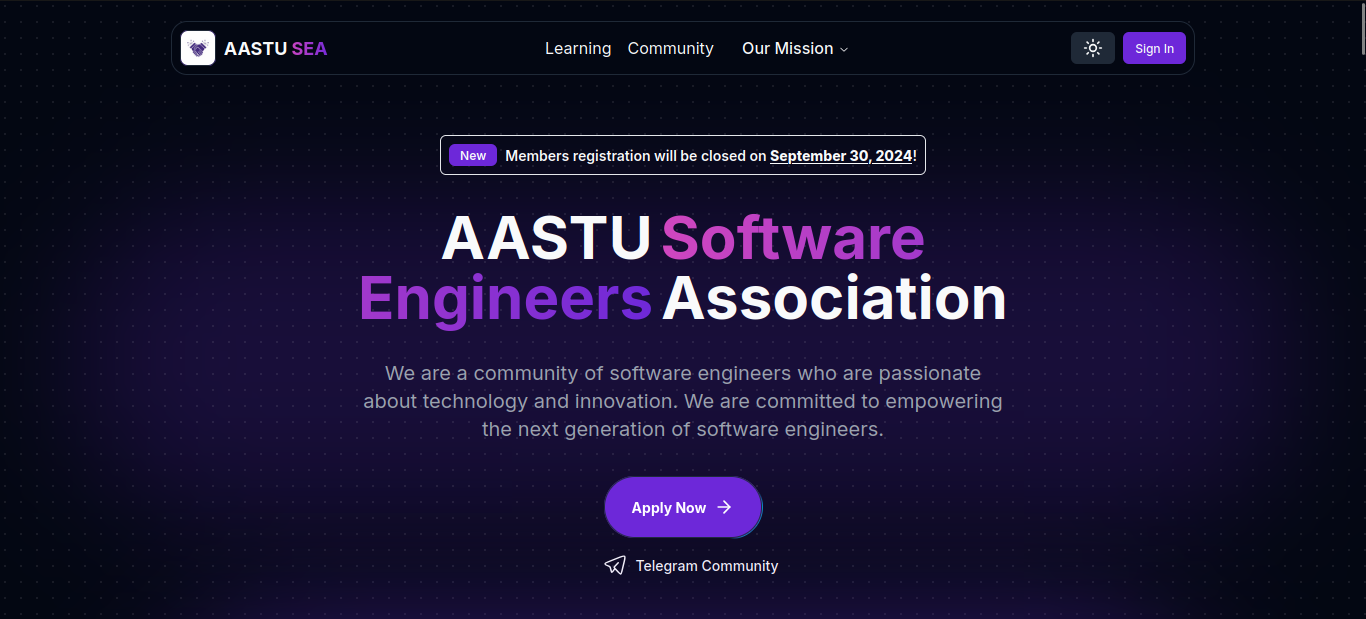 AASTU SEA
Learning Community Our Mission
Sign In
New Members registration will be closed on September 30, 2024!
AASTU Software
Engineers Association
We are a community of software engineers who are passionate
about technology and innovation. We are committed to empowering
the next generation of software engineers.
Apply Now
Telegram Community